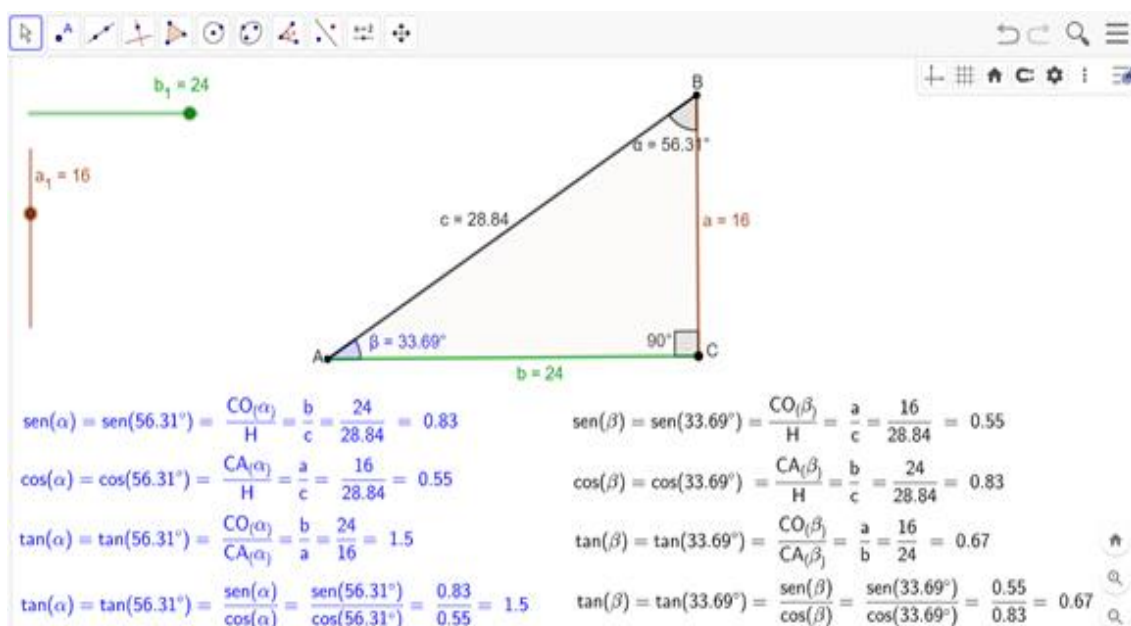 A
a=2
b₁ = 24
a₁ = 16
B
α = 56.31°
c = 28.84
a = 16
A
β = 33.69°
90°
C
b = 24
sen(α) = sen(56.31°) = CO(α)/H = b/c = 24/28.84 = 0.83
cos(α) = cos(56.31°) = CA(α)/H = a/c = 16/28.84 = 0.55
tan(α) = tan(56.31°) = CO(α)/CA(α) = b/a = 24/16 = 1.5
tan(α) = tan(56.31°) = sen(α)/cos(α) = sen(56.31°)/cos(56.31°) = 0.83/0.55 = 1.5
sen(β) = sen(33.69°) = CO(β)/H = a/c = 16/28.84 = 0.55
cos(β) = cos(33.69°) = CA(β)/H = b/c = 24/28.84 = 0.83
tan(β) = tan(33.69°) = CO(β)/CA(β) = a/b = 16/24 = 0.67
tan(β) = tan(33.69°) = sen(β)/cos(β) = sen(33.69°)/cos(33.69°) = 0.55/0.83 = 0.67